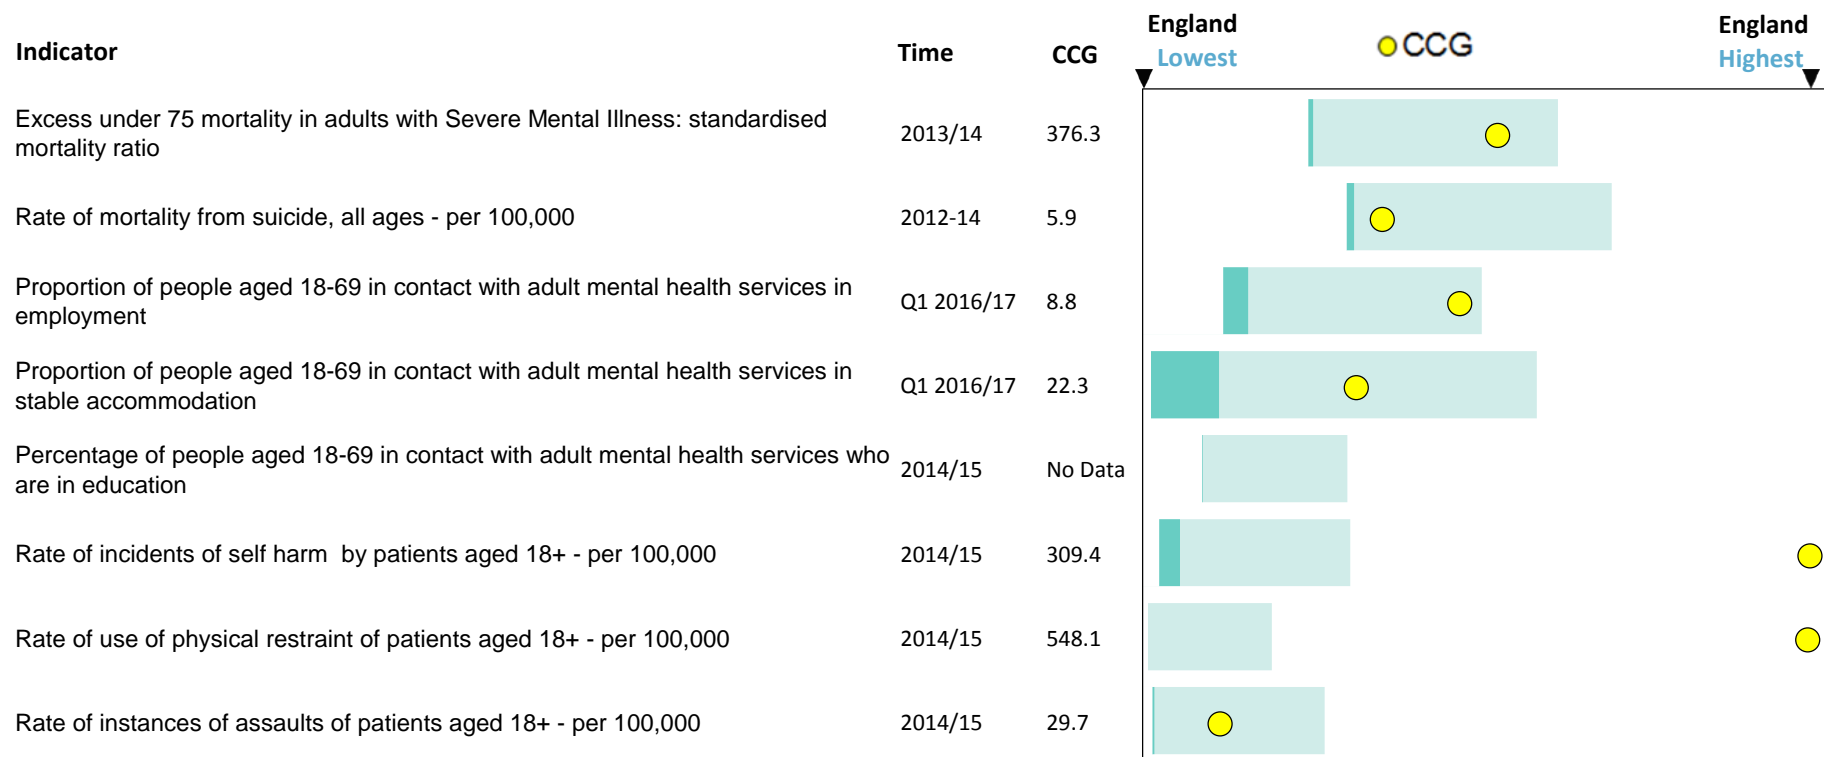 Indicator Time CCG England Lowest CCG England Highest
Excess under 75 mortality in adults with Severe Mental Illness: standardised
mortality ratio
2013/14 376.3
Rate of mortality from suicide, all ages - per 100,000 2012-14 5.9
Proportion of people aged 18-69 in contact with adult mental health services in
employment
Q1 2016/17 8.8
Proportion of people aged 18-69 in contact with adult mental health services in
stable accommodation
Q1 2016/17 22.3
Percentage of people aged 18-69 in contact with adult mental health services who
are in education
2014/15 No Data
Rate of incidents of self harm  by patients aged 18+ - per 100,000 2014/15 309.4
Rate of use of physical restraint of patients aged 18+ - per 100,000 2014/15 548.1
Rate of instances of assaults of patients aged 18+ - per 100,000 2014/15 29.7